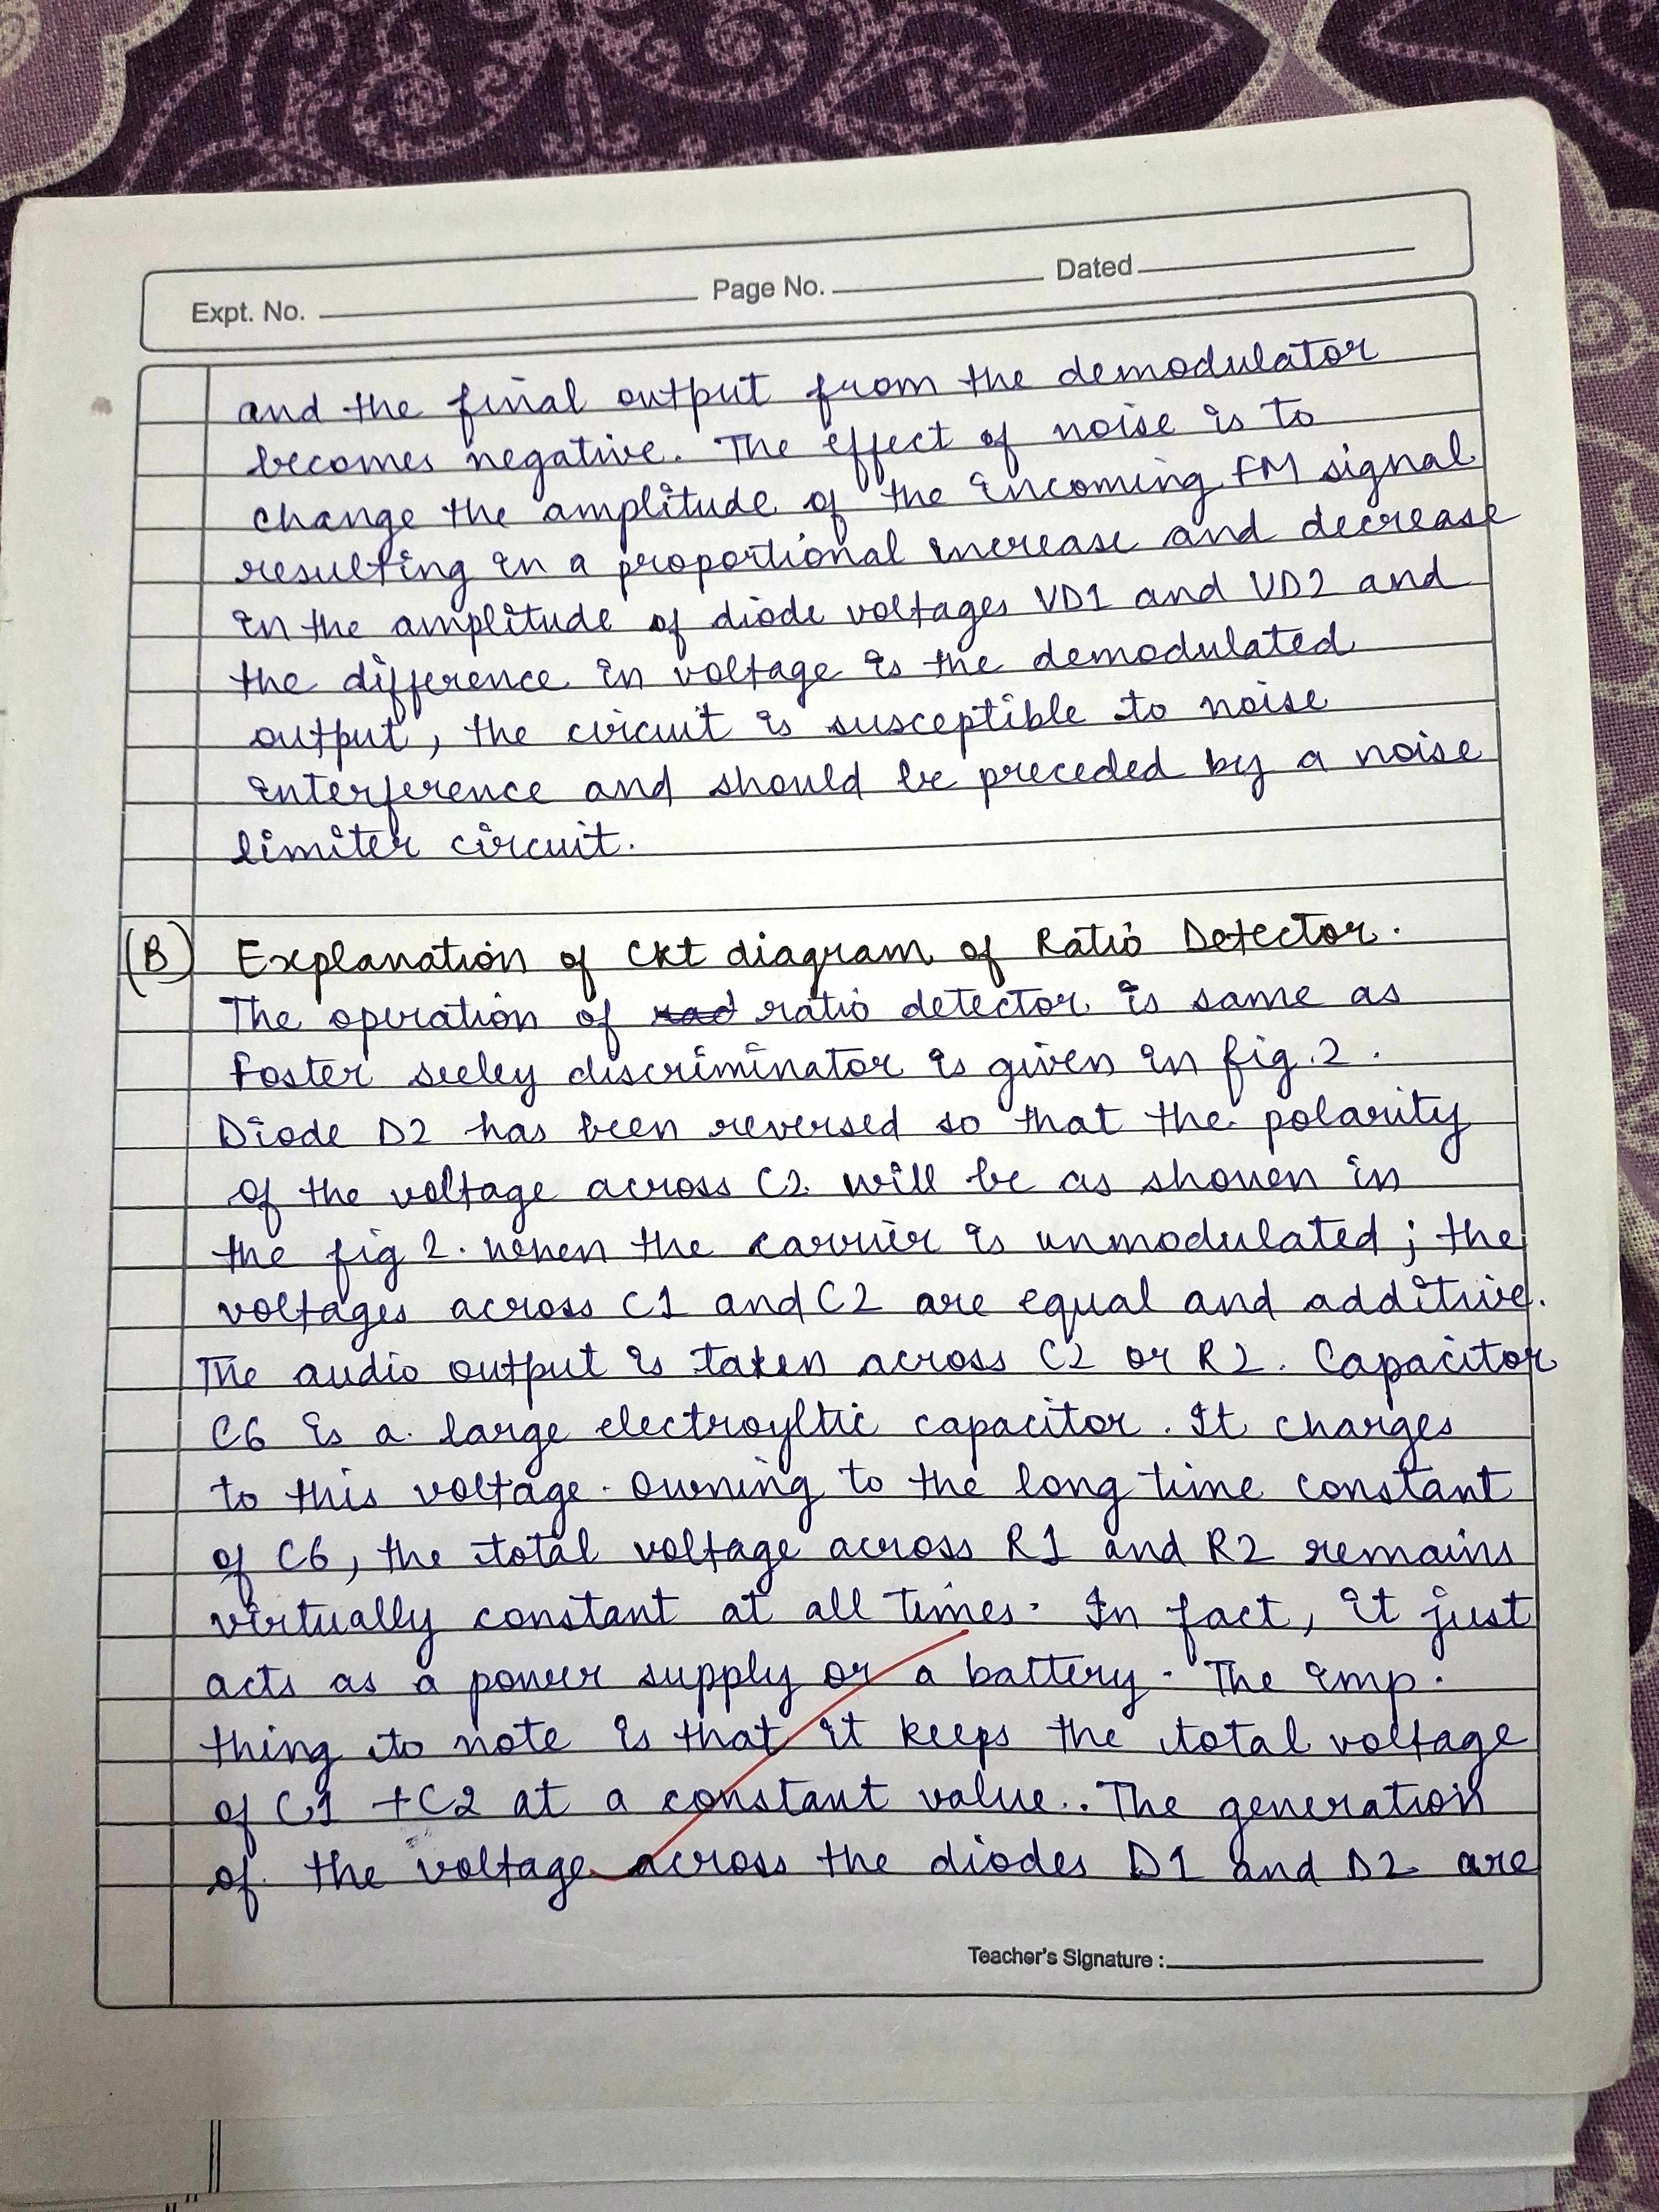 Expt. No. Page No. Dated
and the final output from the demodulator
becomes negative. The effect of noise is to
change the amplitude of the incoming FM signal
resulting in a proportional increase and decrease
in the amplitude of diode voltages VD1 and VD2 and
the difference in voltage is the demodulated
output, the circuit is susceptible to noise
interference and should be preceded by a noise
limiter circuit.
(B) Explanation of Ckt diagram of Ratio Detector.
The operation of ratio detector is same as
foster seeley discriminator is given in fig. 2.
Diode D2 has been reversed so that the polarity
of the voltage across C2 will be as shown in
the fig 2. When the carrier is unmodulated; the
voltages across C1 and C2 are equal and additive.
The audio output is taken across C2 or R2. Capacitor
C6 is a large electroyltic capacitor. It charges
to this voltage. Owning to the long time constant
of C6, the total voltage across R1 and R2 remains
virtually constant at all times. In fact, it just
acts as a power supply or a battery. The imp.
thing to note is that it keeps the total voltage
of C1 + C2 at a constant value.. The generation
of the voltage across the diodes D1 and D2 are
Teacher's Signature :